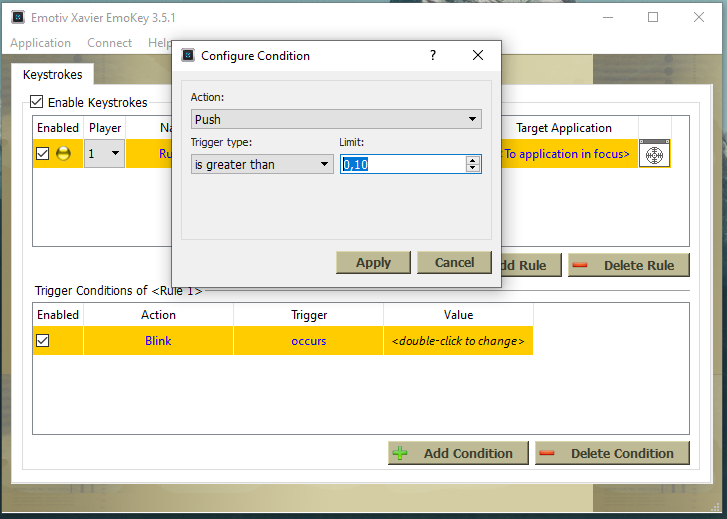 Emotiv Xavier EmoKey 3.5.1
Application Connect Help
Keystrokes
Enable Keystrokes
Enabled Player Target Application
1 <To application in focus>
Configure Condition ?
Action:
Push
Trigger type: Limit:
is greater than 0,10
Apply Cancel
Rule Delete Rule
Trigger Conditions of <Rule 1>
Enabled Action Trigger Value
Blink occurs <double-click to change>
Add Condition Delete Condition